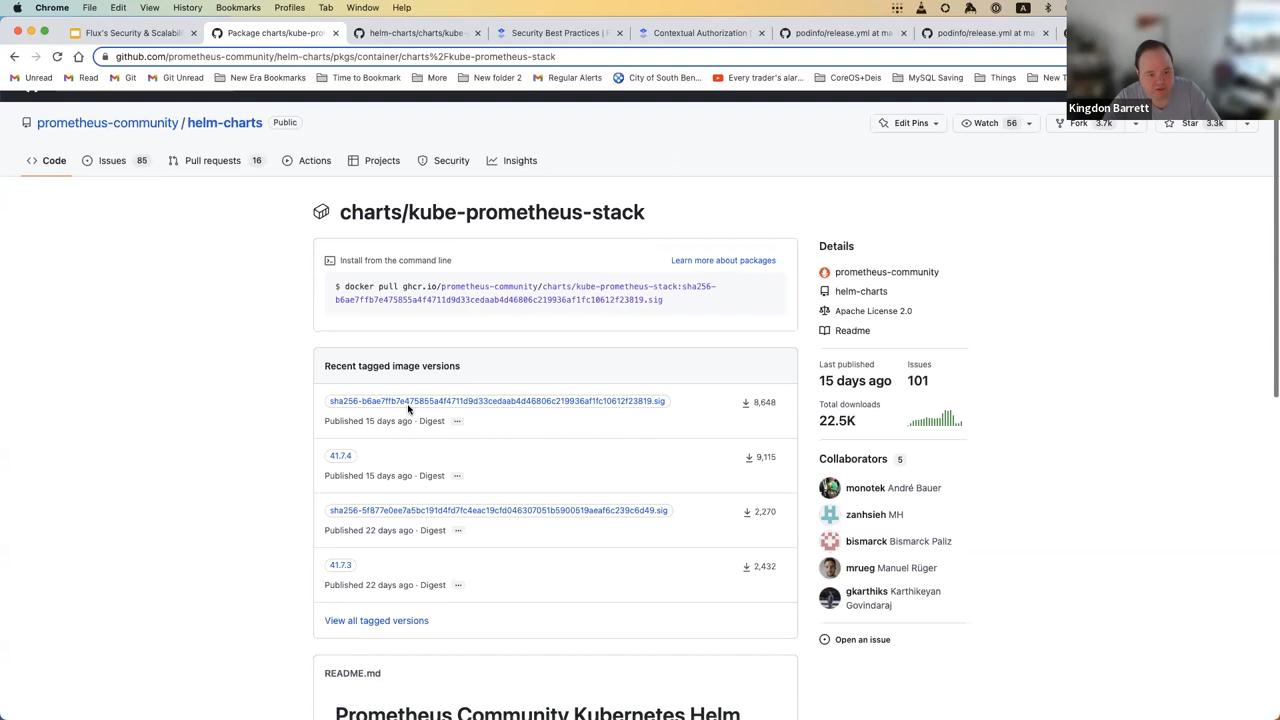 Chrome File Edit View History Bookmarks Profiles Tab Window Help
Flux's Security & Scalabi
Package charts/kube-pro
helm-charts/charts/kube-
Security Best Practices | F
Contextual Authorization |
podinfo/release.yml at ma
podinfo/release.yml at ma
github.com/prometheus-community/helm-charts/pkgs/container/charts%2Fkube-prometheus-stack
Unread Read Git Git Unread New Era Bookmarks Time to Bookmark More New folder 2 Regular Alerts City of South Ben... Every trader's alar... CoreOS+Deis MySQL Saving Things New T
Kingdon Barrett
prometheus-community / helm-charts Public
Edit Pins Watch 56 Fork 3.7k Star 3.3k
Code Issues 85 Pull requests 16 Actions Projects Security Insights
charts/kube-prometheus-stack
Install from the command line Learn more about packages
$ docker pull ghcr.io/prometheus-community/charts/kube-prometheus-stack:sha256-
b6ae7ffb7e475855a4f4711d9d33cedaab4d46806c219936af1fc10612f23819.sig
Recent tagged image versions
sha256-b6ae7ffb7e475855a4f4711d9d33cedaab4d46806c219936af1fc10612f23819.sig
8,648
Published 15 days ago · Digest ...
41.7.4
9,115
Published 15 days ago · Digest ...
sha256-5f877e0ee7a5bc191d4fd7fc4eac19cfd046307051b5900519aeaf6c239c6d49.sig
2,270
Published 22 days ago · Digest ...
41.7.3
2,432
Published 22 days ago · Digest ...
View all tagged versions
README.md
Prometheus Community Kubernetes Helm
Details
prometheus-community
helm-charts
Apache License 2.0
Readme
Last published Issues
15 days ago 101
Total downloads
22.5K
Collaborators 5
monotek André Bauer
zanhsieh MH
bismarck Bismarck Paliz
mrueg Manuel Rüger
gkarthiks Karthikeyan
Govindaraj
Open an issue